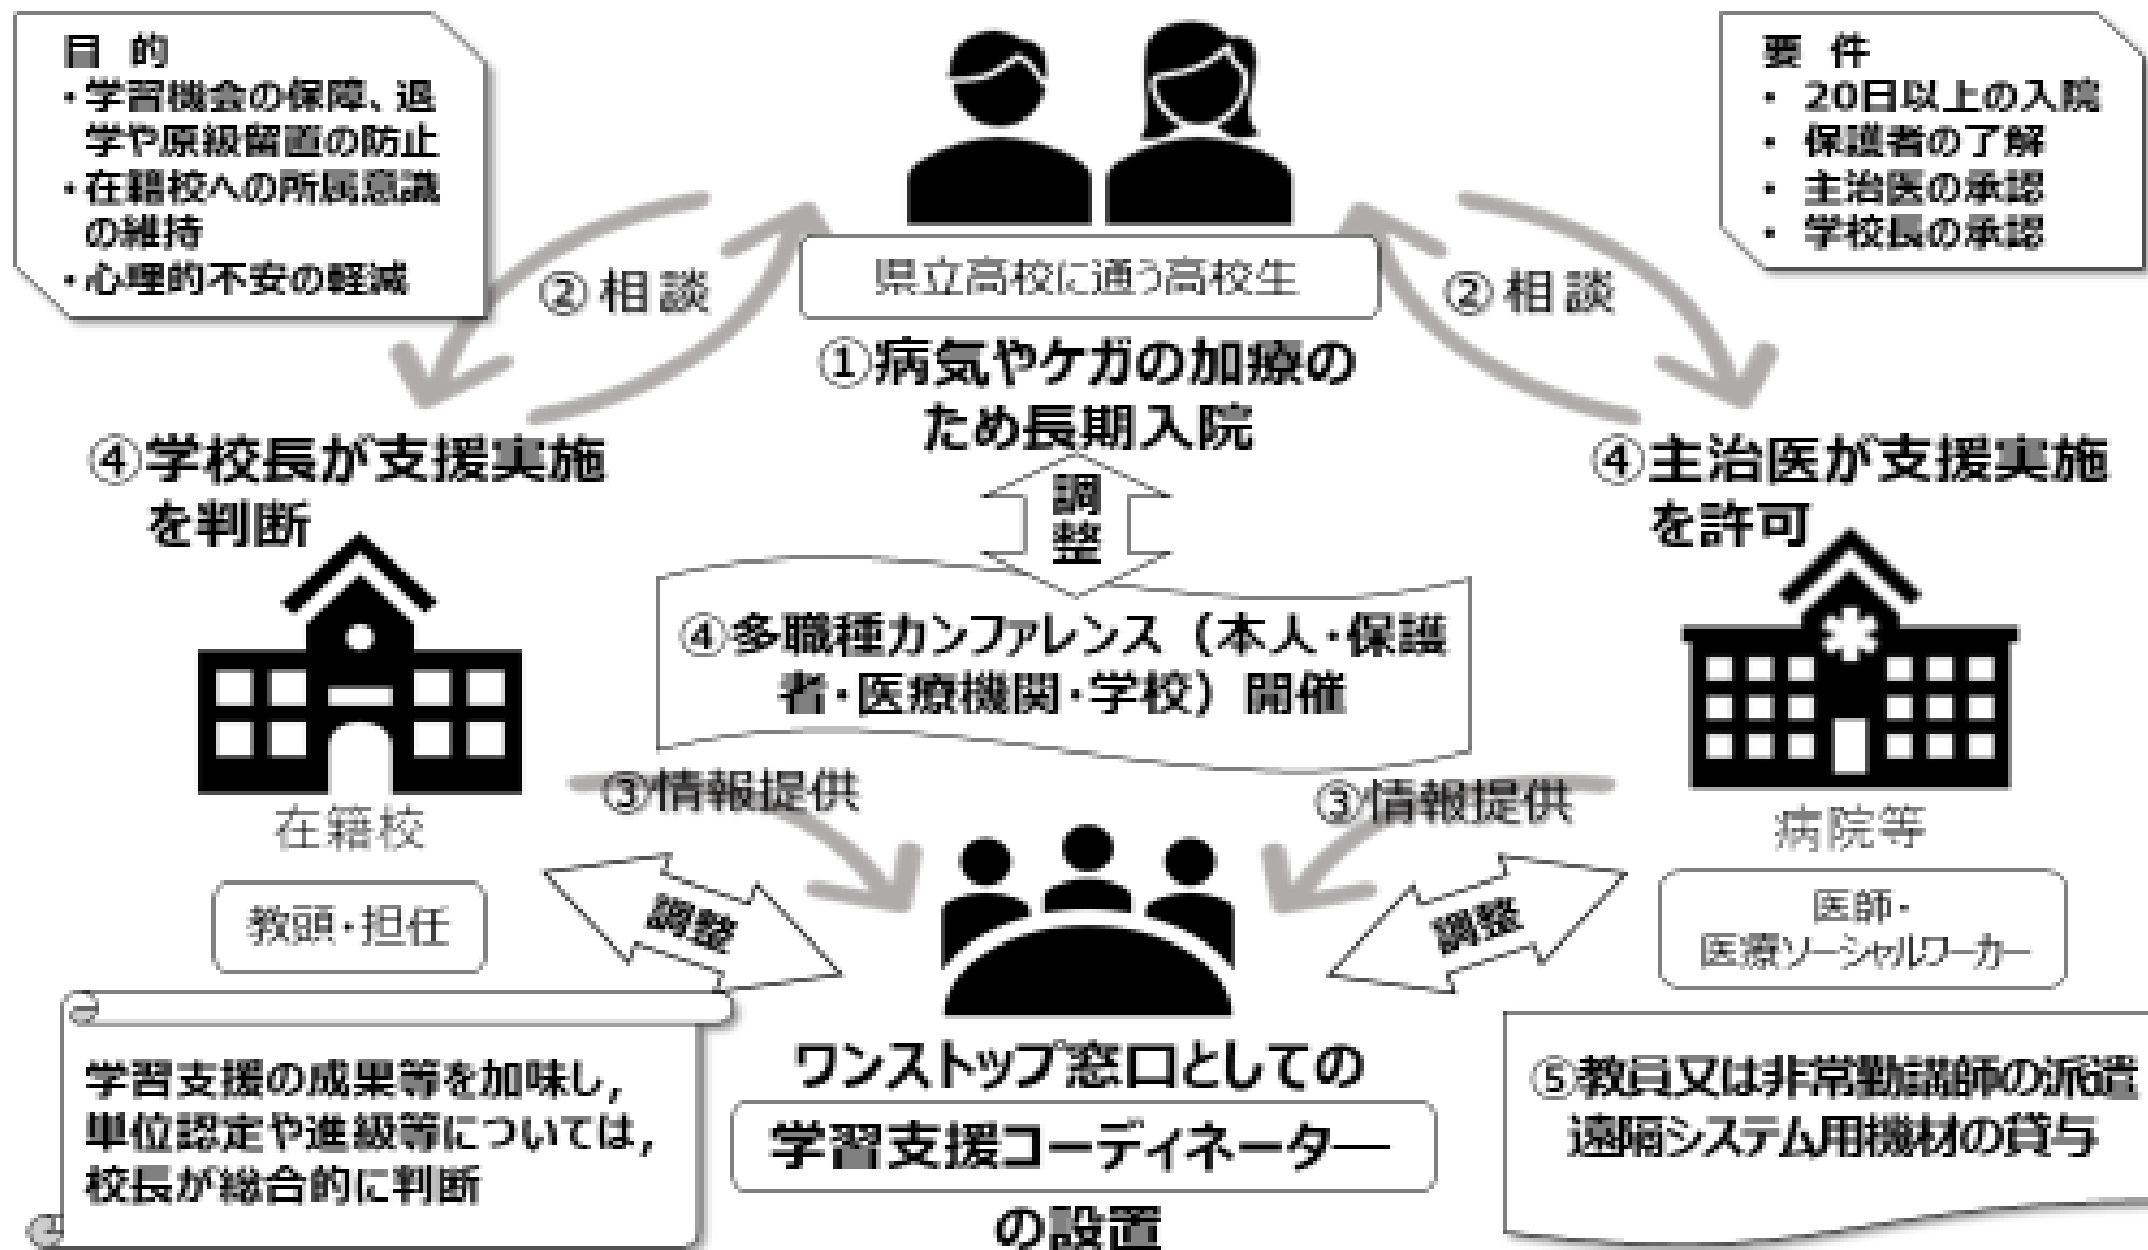 目 的
・学習機会の保障、退
学や原級留置の防止
・在籍校への所属意識
の維持
・心理的不安の軽減
要 件
・ 20日以上の入院
・ 保護者の了解
・ 主治医の承認
・ 学校長の承認
県立高校に通う高校生
②相談
②相談
①病気やケガの加療の
ため長期入院
④学校長が支援実施
を判断
調
整
④主治医が支援実施
を許可
④多職種カンファレンス（本人・保護
者・医療機関・学校）開催
③情報提供
③情報提供
在籍校
教頭・担任
調整
調整
病院等
医師・
医療ソーシャルワーカー
学習支援の成果等を加味し，
単位認定や進級等については，
校長が総合的に判断
ワンストップ窓口としての
学習支援コーディネーター
の設置
⑤教員又は非常勤講師の派遣
遠隔システム用機材の貸与